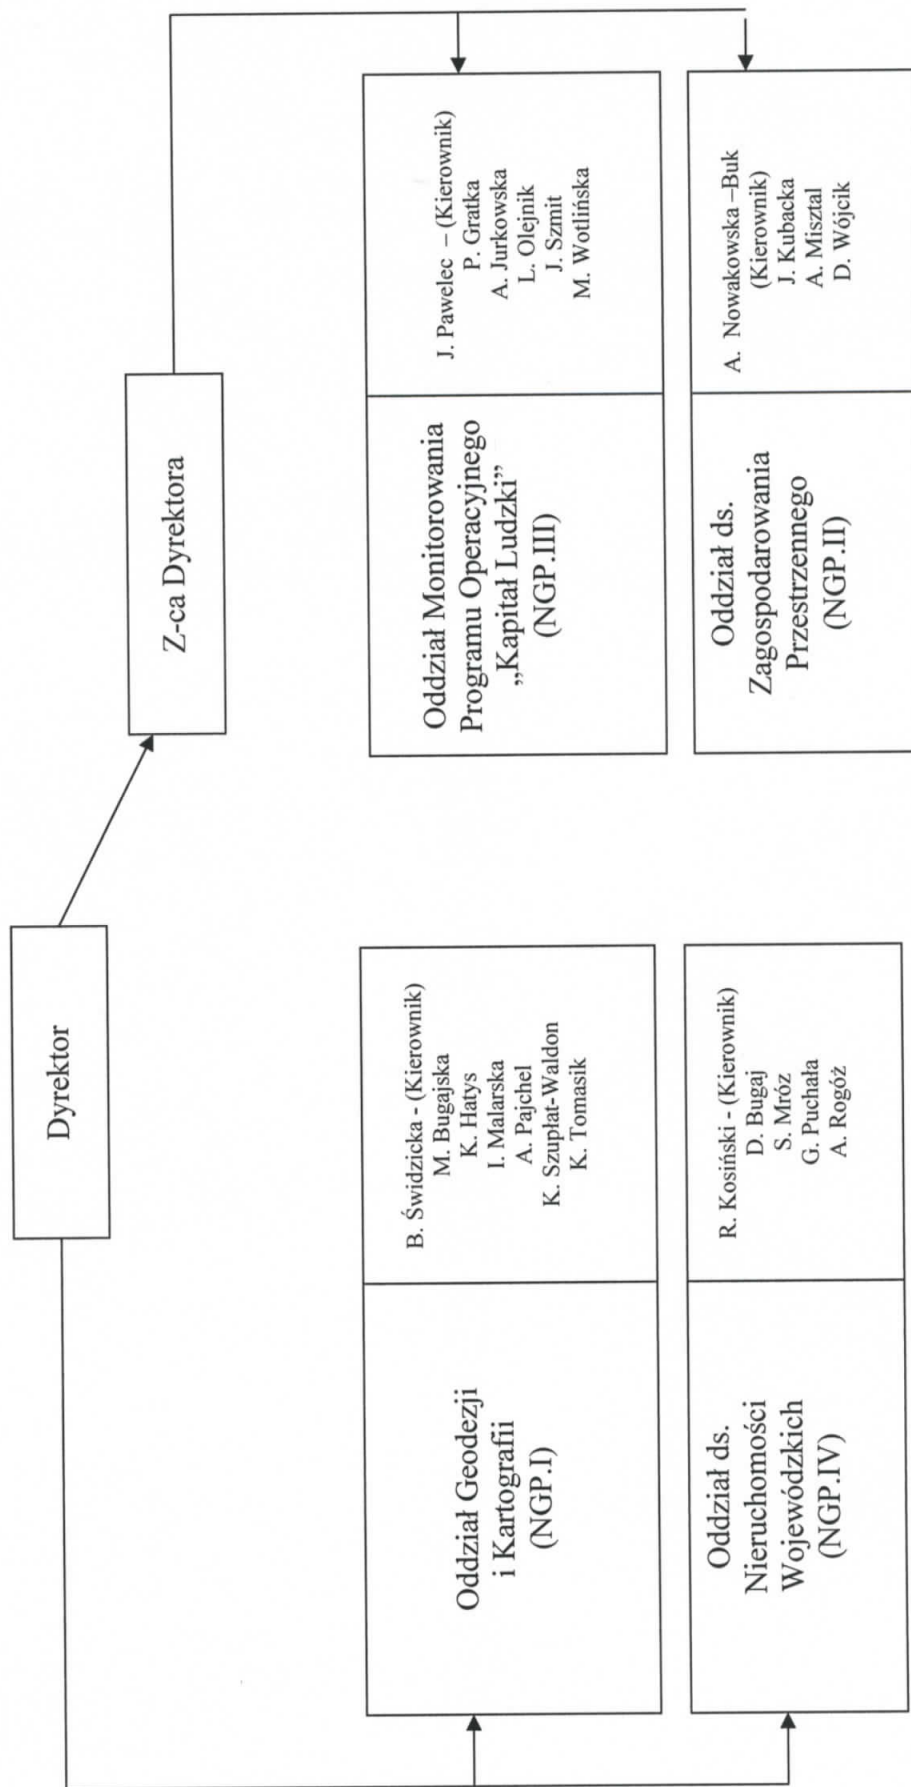 Dyrektor
Z-ca Dyrektora
Oddział Geodezji
i Kartografii
(NGP.I)
B. Świdzicka - (Kierownik)
M. Bugajska
K. Hatys
I. Malarska
A. Pajchel
K. Szupłat-Waldon
K. Tomasik
Oddział Monitorowania
Programu Operacyjnego
„Kapitał Ludzki”
(NGP.III)
J. Pawelec – (Kierownik)
P. Gratka
A. Jurkowska
L. Olejnik
J. Szmit
M. Wotlińska
Oddział ds.
Nieruchomości
Wojewódzkich
(NGP.IV)
R. Kosiński - (Kierownik)
D. Bugaj
S. Mróz
G. Puchała
A. Rogóż
Oddział ds.
Zagospodarowania
Przestrzennego
(NGP.II)
A. Nowakowska –Buk
(Kierownik)
J. Kubacka
A. Misztal
D. Wójcik